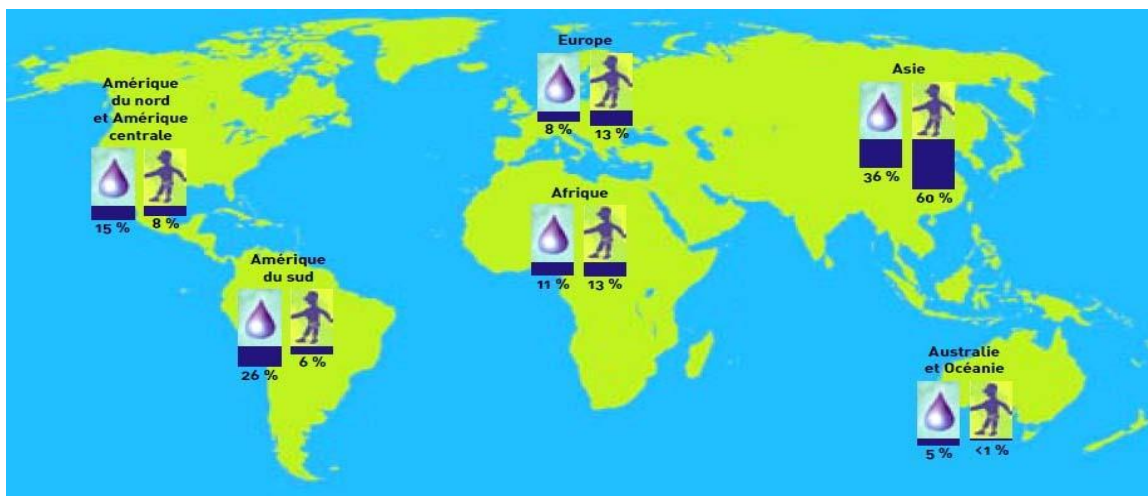 Amérique
du nord
et Amérique
centrale
15 %
8 %
Amérique
du sud
26 %
6 %
Europe
8 %
13 %
Afrique
11 %
13 %
Asie
36 %
60 %
Australie
et Océanie
5 %
<1 %